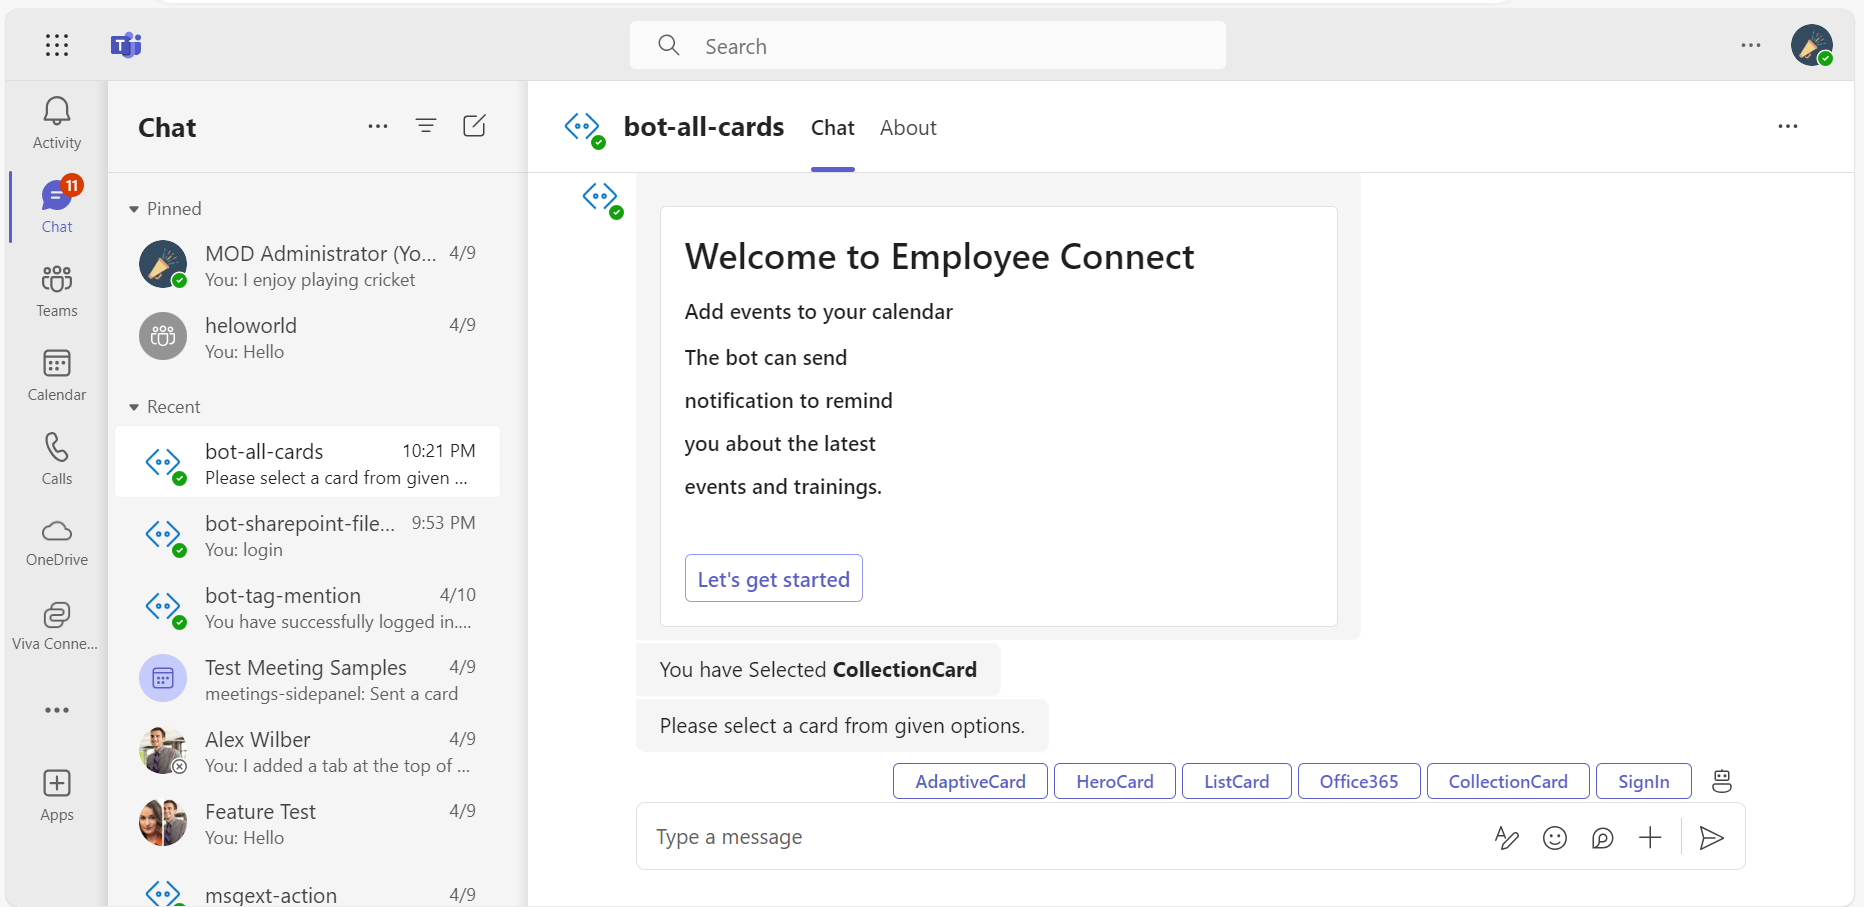 Search
Activity
11
Chat
Teams
Calendar
Calls
OneDrive
Viva Conne...
Apps
Chat
Pinned
MOD Administrator (Yo... 4/9
You: I enjoy playing cricket
heloworld 4/9
You: Hello
Recent
bot-all-cards 10:21 PM
Please select a card from given ...
bot-sharepoint-file... 9:53 PM
You: login
bot-tag-mention 4/10
You have successfully logged in....
Test Meeting Samples 4/9
meetings-sidepanel: Sent a card
Alex Wilber 4/9
You: I added a tab at the top of ...
Feature Test 4/9
You: Hello
msgext-action 4/9
bot-all-cards Chat About
Welcome to Employee Connect
Add events to your calendar
The bot can send
notification to remind
you about the latest
events and trainings.
Let's get started
You have Selected CollectionCard
Please select a card from given options.
AdaptiveCard HeroCard ListCard Office365 CollectionCard SignIn
Type a message